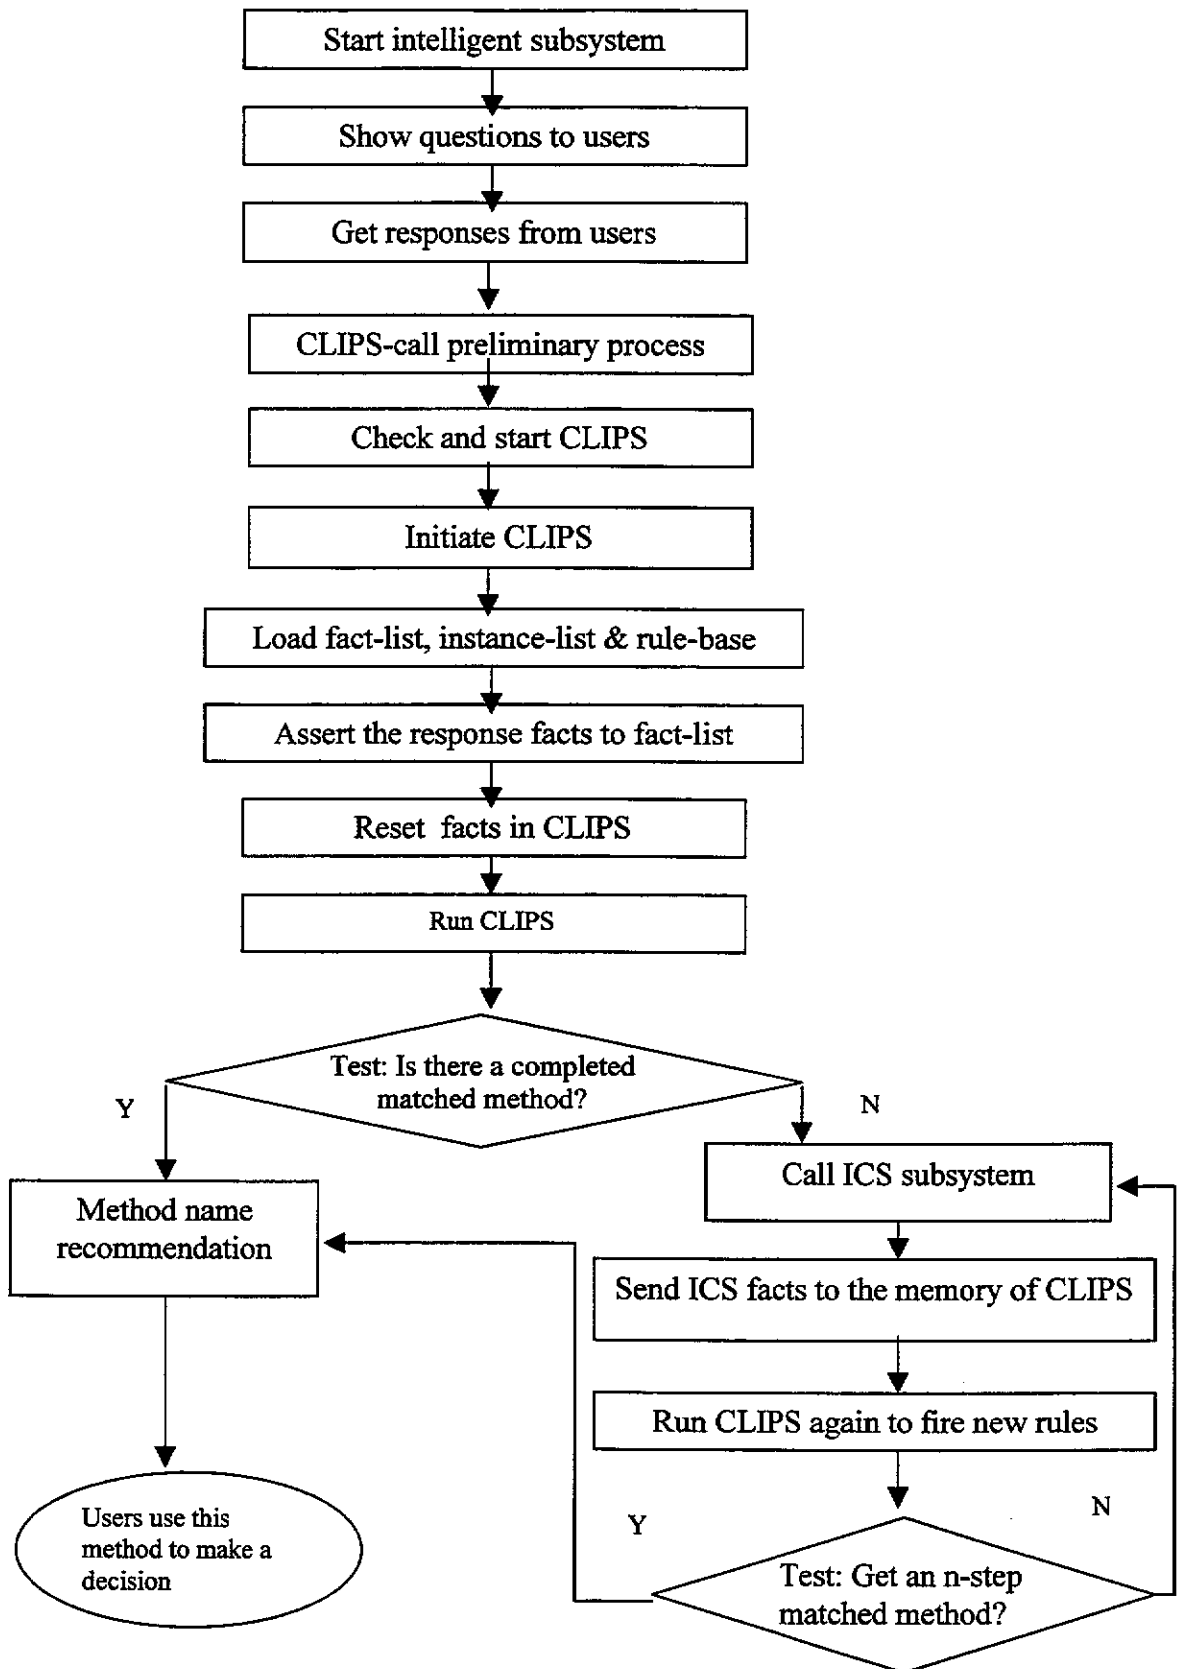 Start intelligent subsystem
Show questions to users
Get responses from users
CLIPS-call preliminary process
Check and start CLIPS
Initiate CLIPS
Load fact-list, instance-list & rule-base
Assert the response facts to fact-list
Reset facts in CLIPS
Run CLIPS
Test: Is there a completed
matched method?
Y
N
Call ICS subsystem
Method name
recommendation
Send ICS facts to the memory of CLIPS
Run CLIPS again to fire new rules
Y
N
Users use this
method to make a
decision
Test: Get an n-step
matched method?